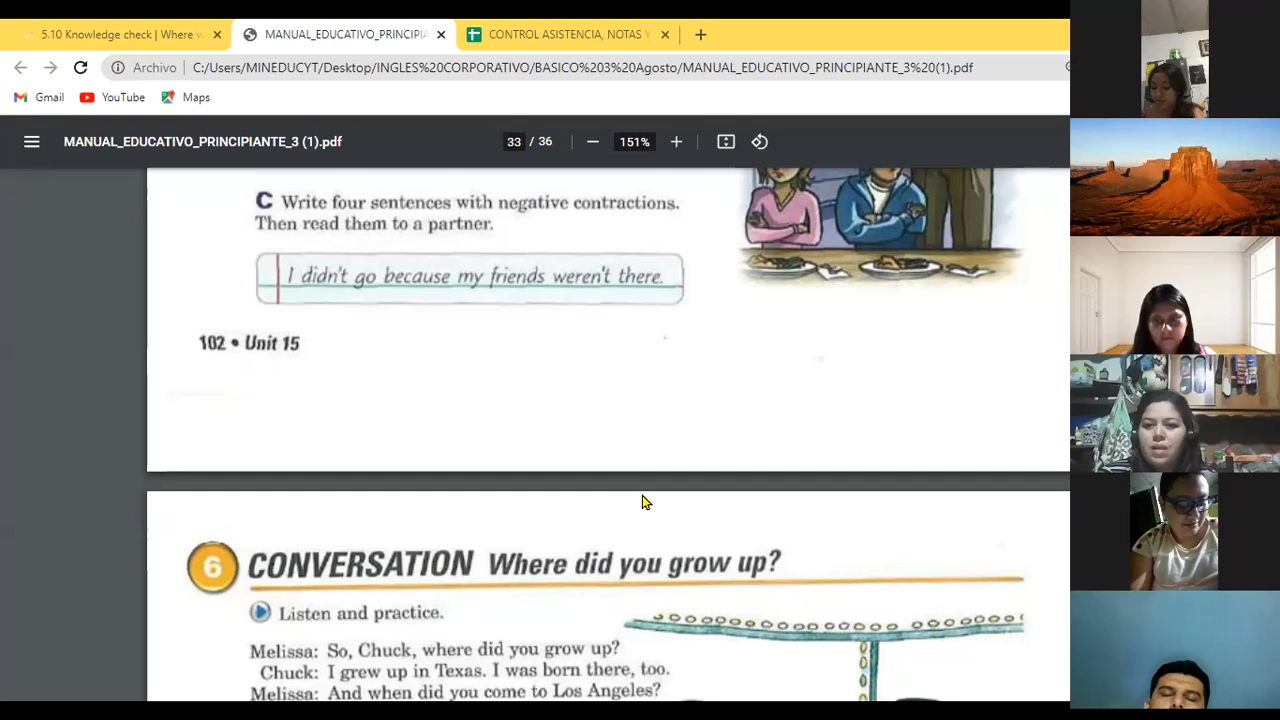 5.10 Knowledge check | Where w
MANUAL_EDUCATIVO_PRINCIPIA
CONTROL ASISTENCIA, NOTAS Y
Archivo
C:/Users/MINEDUCYT/Desktop/INGLES%20CORPORATIVO/BASICO%203%20Agosto/MANUAL_EDUCATIVO_PRINCIPIANTE_3%20(1).pdf
Gmail
YouTube
Maps
MANUAL_EDUCATIVO_PRINCIPIANTE_3 (1).pdf
33 / 36
151%
C Write four sentences with negative contractions.
Then read them to a partner.
I didn't go because my friends weren't there.
102 • Unit 15
6 CONVERSATION Where did you grow up?
Listen and practice.
Melissa: So, Chuck, where did you grow up?
Chuck: I grew up in Texas. I was born there, too.
Melissa: And when did you come to Los Angeles?